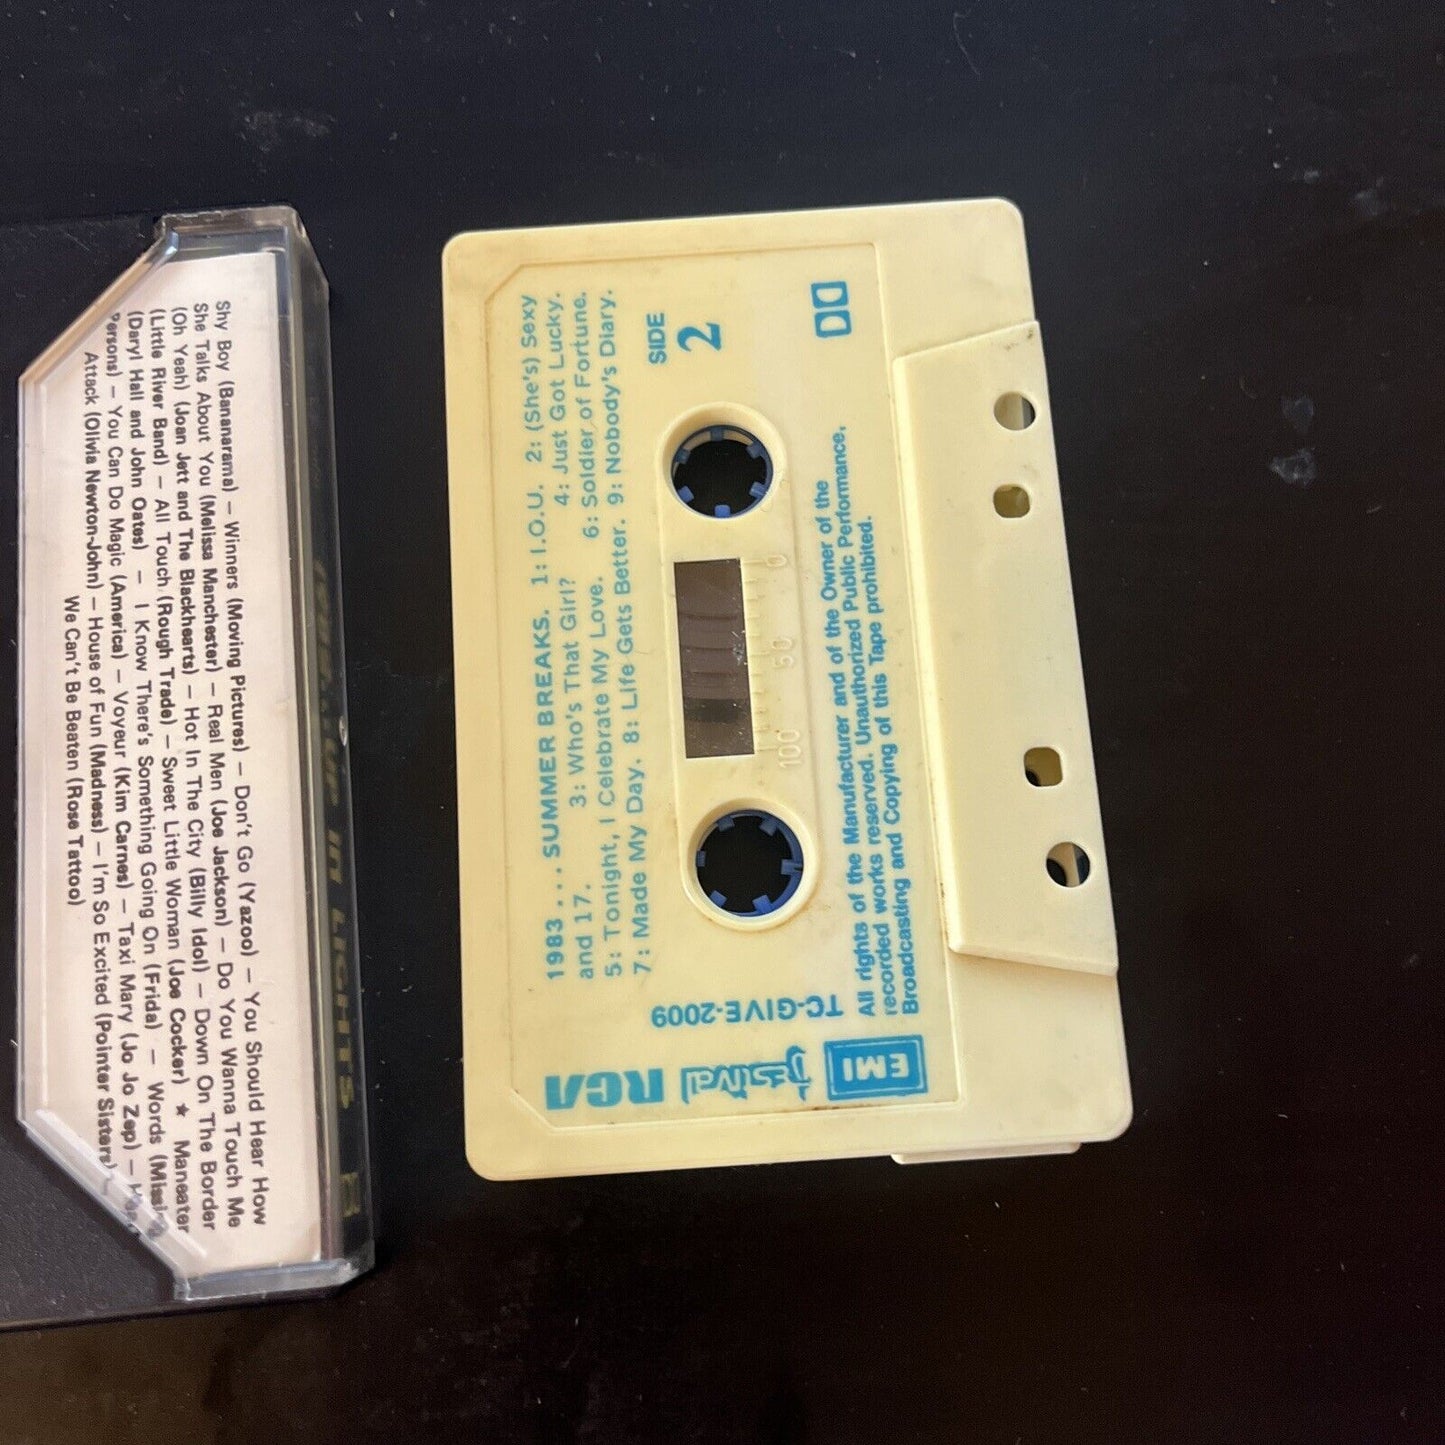 Shy Boy (Bananarama) – Winners (Moving Pictures) – Don't Go (Yazoo) – You Should Hear How
She Talks About You (Melissa Manchester) – Real Men (Joe Jackson) – Do You Wanna Touch Me
(Oh Yeah) (Joan Jett and The Blackhearts) – Hot In The City (Billy Idol) – Down On The Border
(Little River Band) – All Touch (Rough Trade) – Sweet Little Woman (Joe Cocker) ★ Maneater
(Daryl Hall and John Oates) – I Know There's Something Going On (Frida) – Words (Missing
Persons) – You Can Do Magic (America) – Voyeur (Kim Carnes) – Taxi Mary (Jo Jo Zep) – Heart
Attack (Olivia Newton-John) – House of Fun (Madness) – I'm So Excited (Pointer Sisters)
We Can't Be Beaten (Rose Tattoo)
LIGHTS
1983 ... SUMMER BREAKS. 1: I.O.U. 2: (She's) Sexy
and 17. 3: Who's That Girl? 4: Just Got Lucky.
5: Tonight, I Celebrate My Love. 6: Soldier of Fortune.
7: Made My Day. 8: Life Gets Better. 9: Nobody's Diary.
SIDE
2
TC-GIVE-2009
100 50 0
All rights of the Manufacturer and of the Owner of the
recorded works reserved. Unauthorized Public Performance,
Broadcasting and Copying of this Tape prohibited.
RCA
festival
EMI